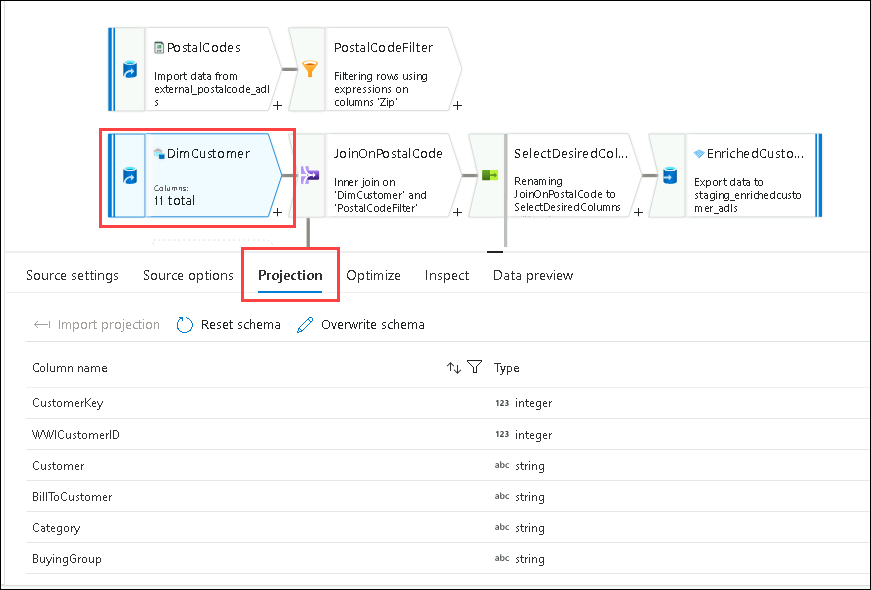 PostalCodes
Import data from
external_postalcode_adl
s
+
PostalCodeFilter
Filtering rows using
expressions on
columns 'Zip'
+
DimCustomer
Columns:
11 total
+
JoinOnPostalCode
Inner join on
'DimCustomer' and
'PostalCodeFilter'
+
SelectDesiredCol...
Renaming
JoinOnPostalCode to
SelectDesiredColumns
+
EnrichedCusto...
Export data to
staging_enrichedcusto
mer_adls
Source settings Source options Projection Optimize Inspect Data preview
Import projection Reset schema Overwrite schema
Column name Type
CustomerKey 123 integer
WWICustomerID 123 integer
Customer abc string
BillToCustomer abc string
Category abc string
BuyingGroup abc string